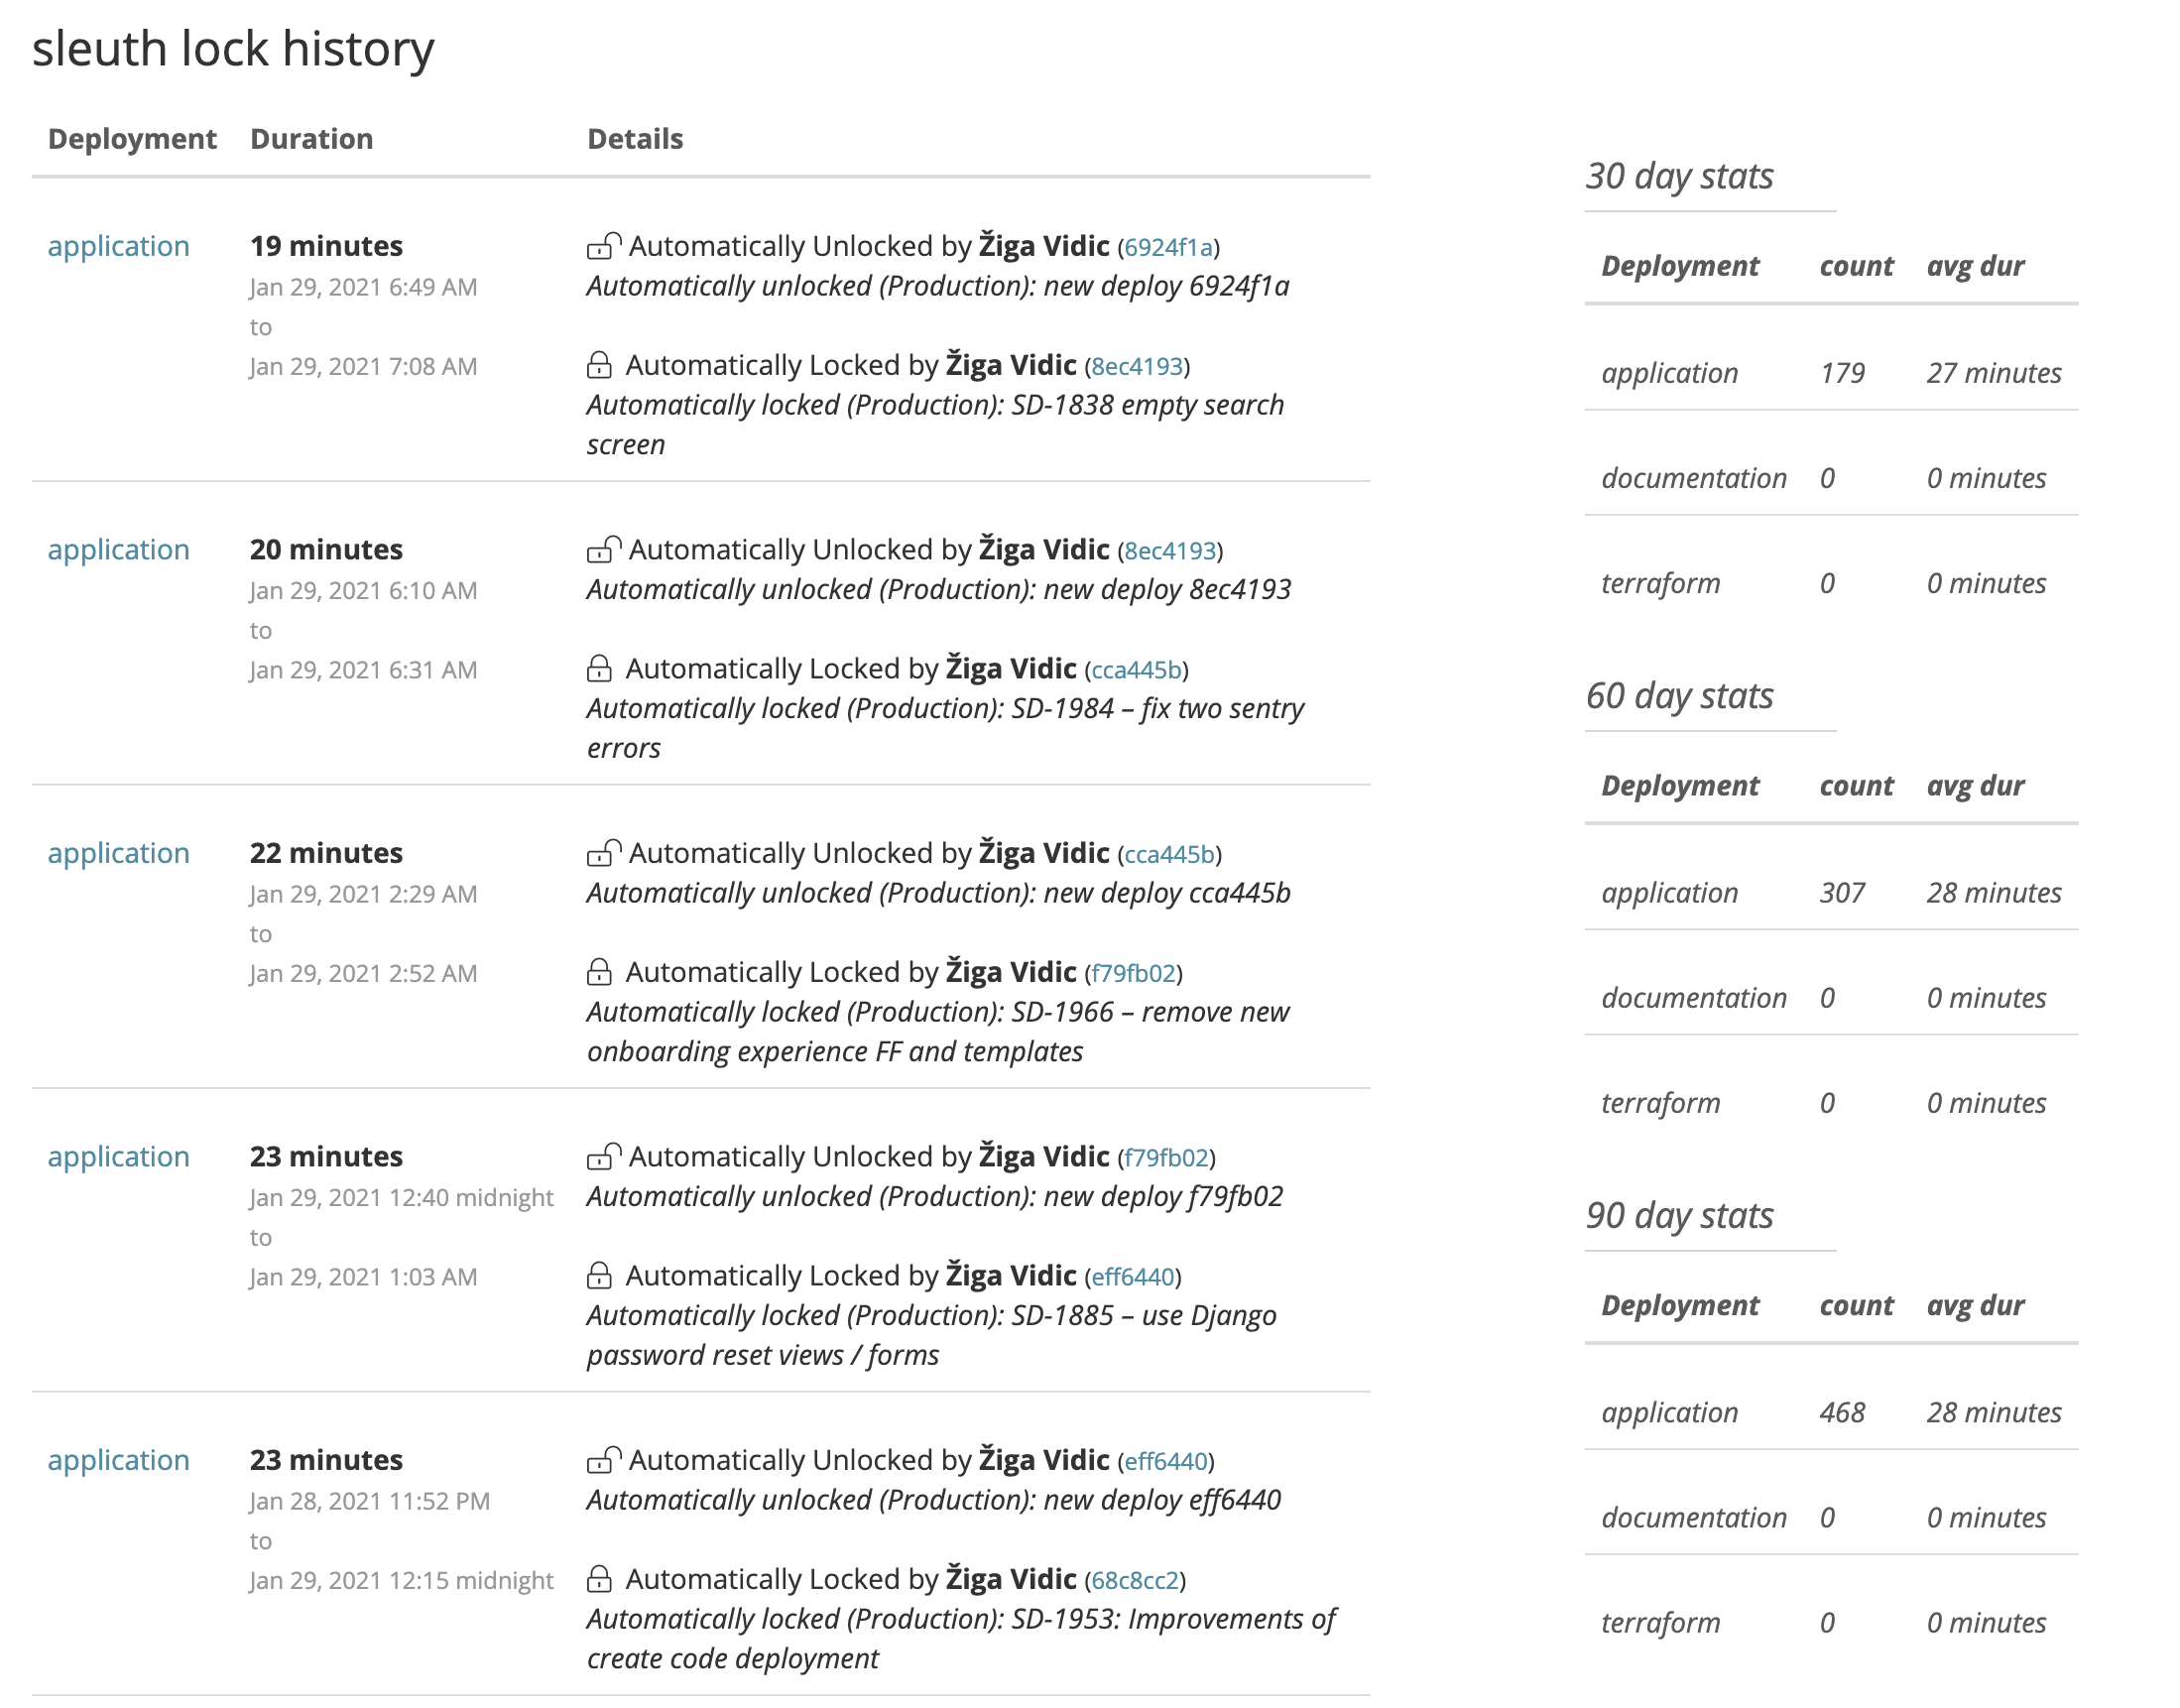 sleuth lock history
Deployment Duration Details
application 19 minutes Automatically Unlocked by Žiga Vidic (6924f1a)
Jan 29, 2021 6:49 AM Automatically unlocked (Production): new deploy 6924f1a
to
Jan 29, 2021 7:08 AM Automatically Locked by Žiga Vidic (8ec4193)
Automatically locked (Production): SD-1838 empty search
screen
application 20 minutes Automatically Unlocked by Žiga Vidic (8ec4193)
Jan 29, 2021 6:10 AM Automatically unlocked (Production): new deploy 8ec4193
to
Jan 29, 2021 6:31 AM Automatically Locked by Žiga Vidic (cca445b)
Automatically locked (Production): SD-1984 – fix two sentry
errors
application 22 minutes Automatically Unlocked by Žiga Vidic (cca445b)
Jan 29, 2021 2:29 AM Automatically unlocked (Production): new deploy cca445b
to
Jan 29, 2021 2:52 AM Automatically Locked by Žiga Vidic (f79fb02)
Automatically locked (Production): SD-1966 – remove new
onboarding experience FF and templates
application 23 minutes Automatically Unlocked by Žiga Vidic (f79fb02)
Jan 29, 2021 12:40 midnight Automatically unlocked (Production): new deploy f79fb02
to
Jan 29, 2021 1:03 AM Automatically Locked by Žiga Vidic (eff6440)
Automatically locked (Production): SD-1885 – use Django
password reset views / forms
application 23 minutes Automatically Unlocked by Žiga Vidic (eff6440)
Jan 28, 2021 11:52 PM Automatically unlocked (Production): new deploy eff6440
to
Jan 29, 2021 12:15 midnight Automatically Locked by Žiga Vidic (68c8cc2)
Automatically locked (Production): SD-1953: Improvements of
create code deployment
30 day stats
Deployment count avg dur
application 179 27 minutes
documentation 0 0 minutes
terraform 0 0 minutes
60 day stats
Deployment count avg dur
application 307 28 minutes
documentation 0 0 minutes
terraform 0 0 minutes
90 day stats
Deployment count avg dur
application 468 28 minutes
documentation 0 0 minutes
terraform 0 0 minutes